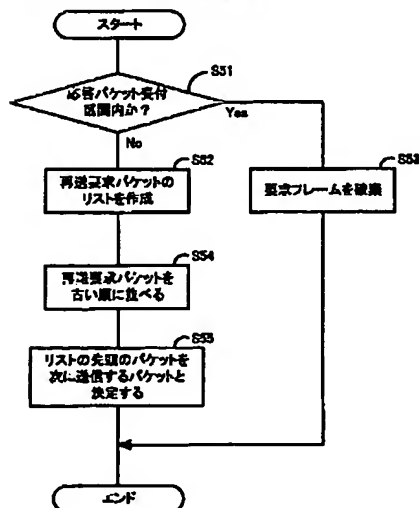 スタート
S51
応答パケット受付
区間内か？
Yes
No
S52
再送要求パケットの
リストを作成
S53
要求フレームを破棄
S54
再送要求パケットを
古い順に並べる
S55
リストの先頭のパケットを
次に送信するパケットと
決定する
エンド